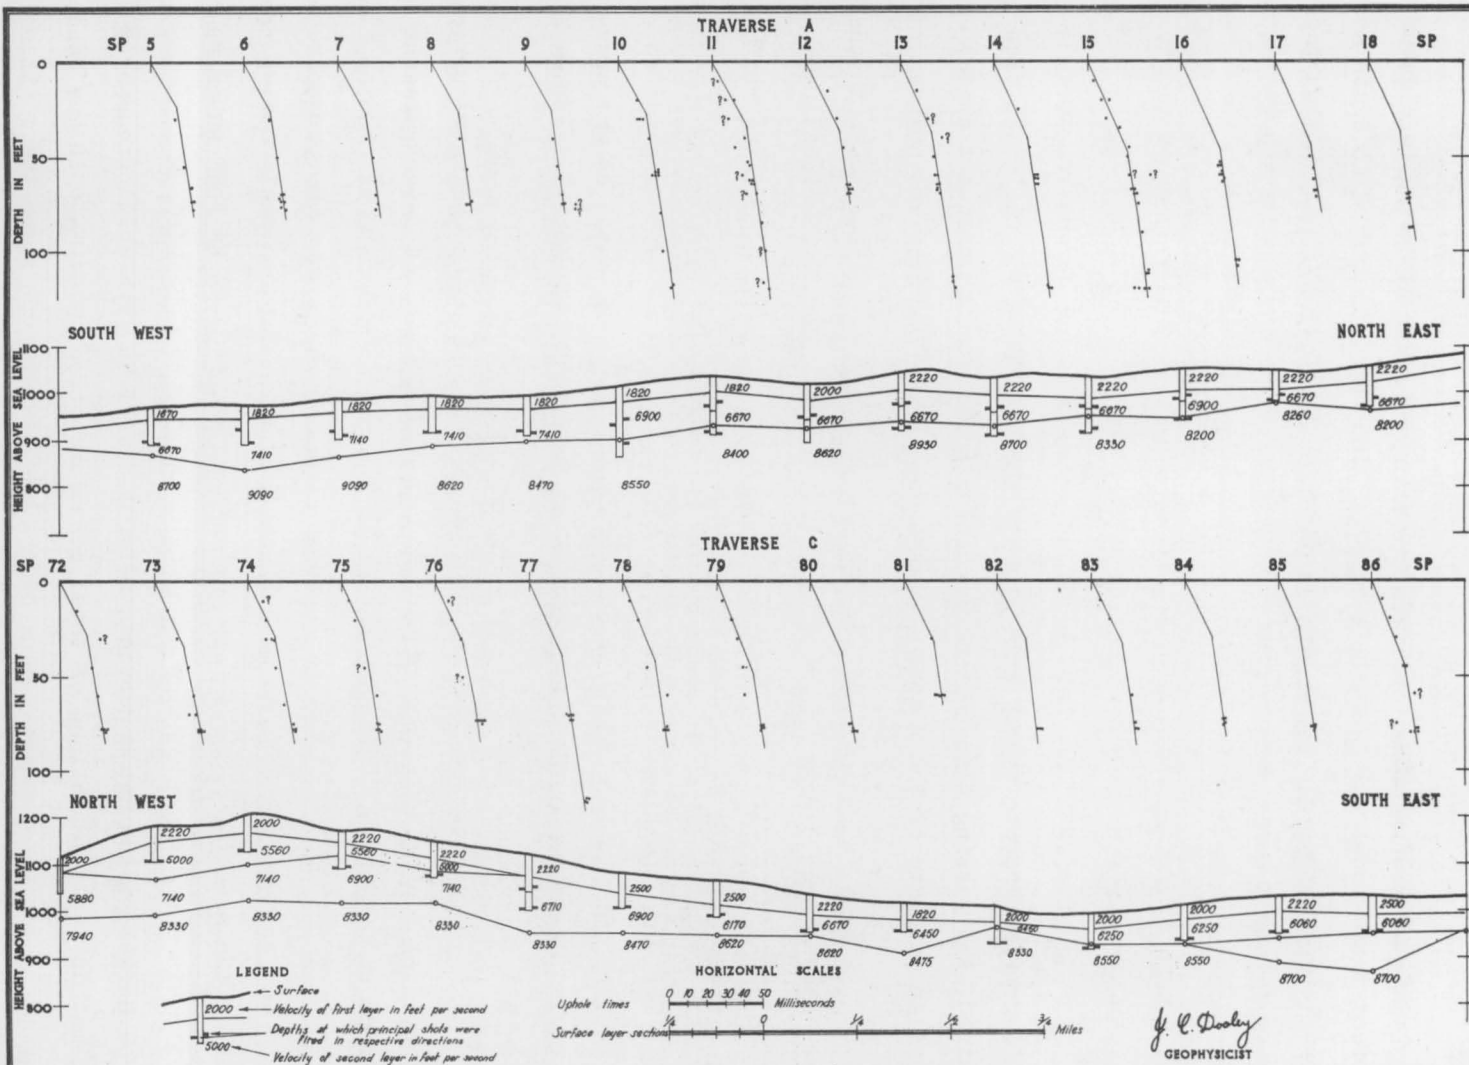 TRAVERSE A
SP 5 6 7 8 9 10 11 12 13 14 15 16 17 18 SP
0
50
100
DEPTH IN FEET
SOUTH WEST
NORTH EAST
1100
1000
900
800
HEIGHT ABOVE SEA LEVEL
1670 1820 1820 1820 1820 1820 1820 2000 2220 2220 2220 2220 2220 2220
6670 7410 7140 7410 7410 6900 6670 6670 6670 6670 6670 6900 6670 6670
8700 9090 9090 8620 8470 8550 8400 8620 8930 8700 8330 8200 8260 8200
TRAVERSE C
SP 72 73 74 75 76 77 78 79 80 81 82 83 84 85 86 SP
0
50
100
DEPTH IN FEET
NORTH WEST
SOUTH EAST
1200
1100
1000
900
800
HEIGHT ABOVE SEA LEVEL
2000 2220 2000 2220 2220 2220 2500 2500 2220 1820 2000 2000 2000 2220 2500
5000 5560 5560 5000
5880 7140 7140 6900 7140 6710 6900 6170 6670 6450 6450 6250 6250 6060 6060
7940 8330 8330 8330 8330 8330 8470 8620 8620 8475 8330 8550 8550 8700 8700
LEGEND
Surface
2000 Velocity of first layer in feet per second
Depths at which principal shots were
fired in respective directions
5000 Velocity of second layer in feet per second
HORIZONTAL SCALES
Uphole times 0 10 20 30 40 50 Milliseconds
Surface layer section 1/4 0 1/4 1/2 3/4 Miles
J. C. Dooley
GEOPHYSICIST